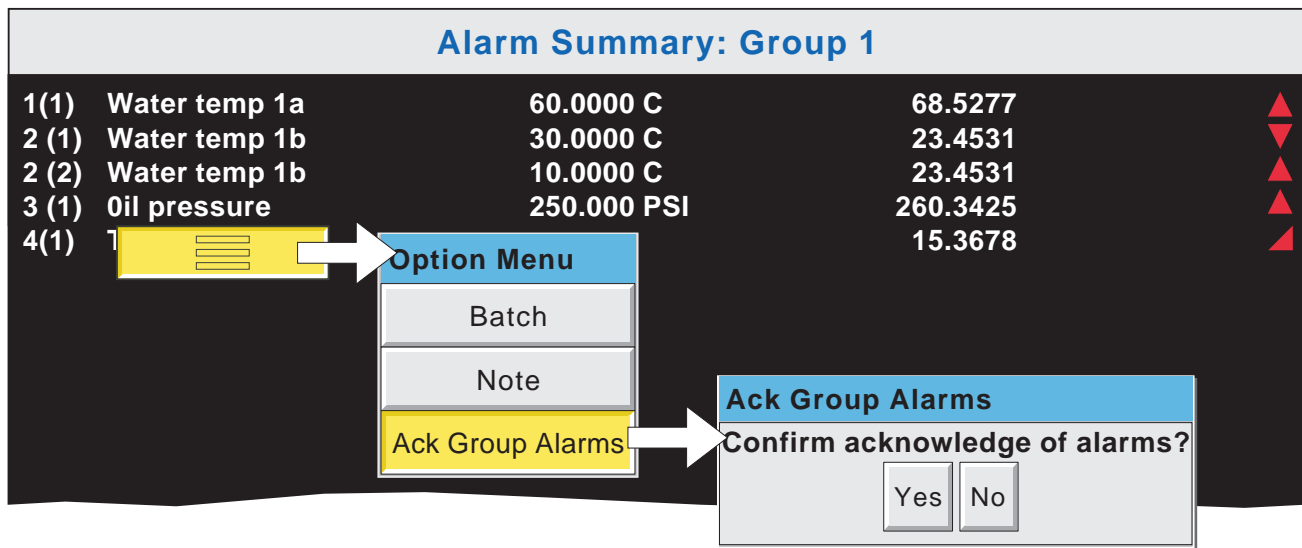 Alarm Summary: Group 1
1(1) Water temp 1a 60.0000 C 68.5277
2 (1) Water temp 1b 30.0000 C 23.4531
2 (2) Water temp 1b 10.0000 C 23.4531
3 (1) 0il pressure 250.000 PSI 260.3425
4(1) 15.3678
Option Menu
Batch
Note
Ack Group Alarms
Ack Group Alarms
Confirm acknowledge of alarms?
Yes No